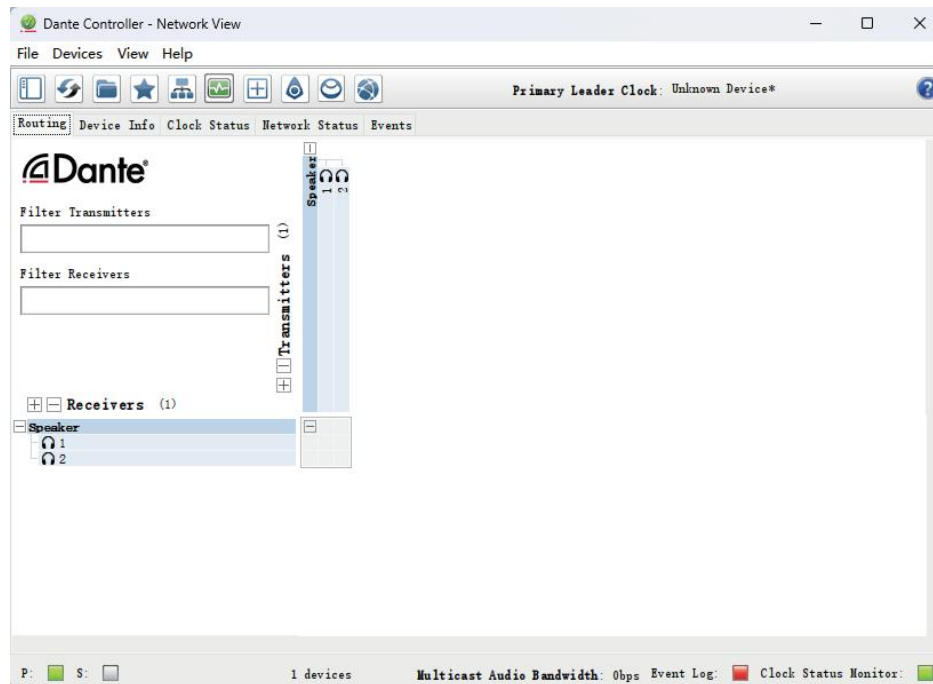 Dante Controller - Network View
File Devices View Help
Primary Leader Clock: Unknown Device*
?
Routing Device Info Clock Status Network Status Events
Dante®
Speaker
1
2
Filter Transmitters
Filter Receivers
Transmitters (1)
Receivers (1)
Speaker
1
2
P: S: 1 devices Multicast Audio Bandwidth: 0bps Event Log: Clock Status Monitor: